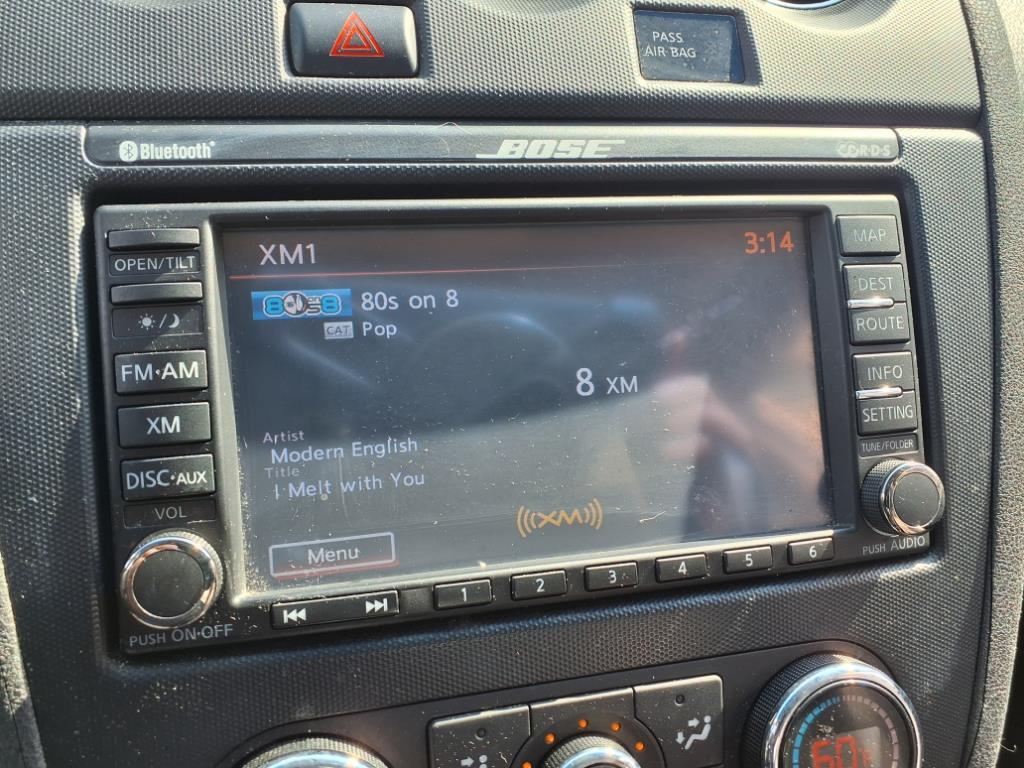 PASS
AIR BAG
Bluetooth®
BOSE
R·D·S
OPEN/TILT
FM·AM
XM
DISC·AUX
VOL
PUSH ON·OFF
XM1
3:14
80s8
80s on 8
CAT Pop
8 XM
Artist
Modern English
Title
I Melt with You
XM
Menu
1 2 3 4 5 6
MAP
DEST
ROUTE
INFO
SETTING
TUNE/FOLDER
PUSH AUDIO
60